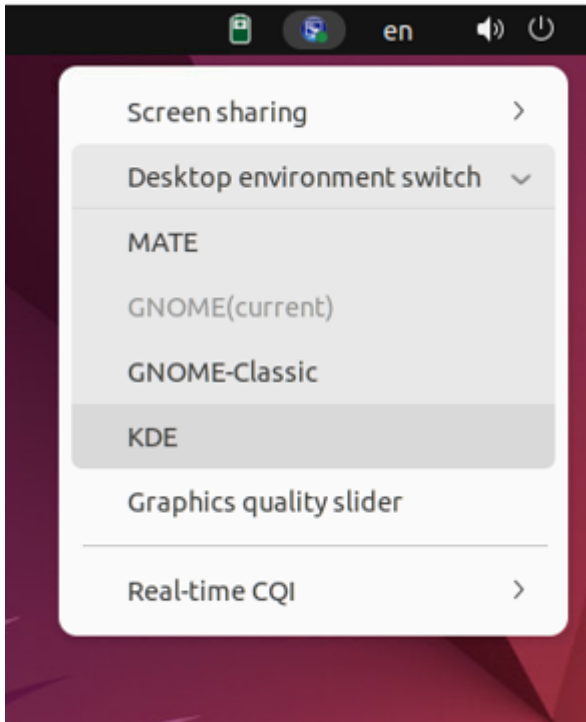 en
Screen sharing
Desktop environment switch
MATE
GNOME(current)
GNOME-Classic
KDE
Graphics quality slider
Real-time CQI